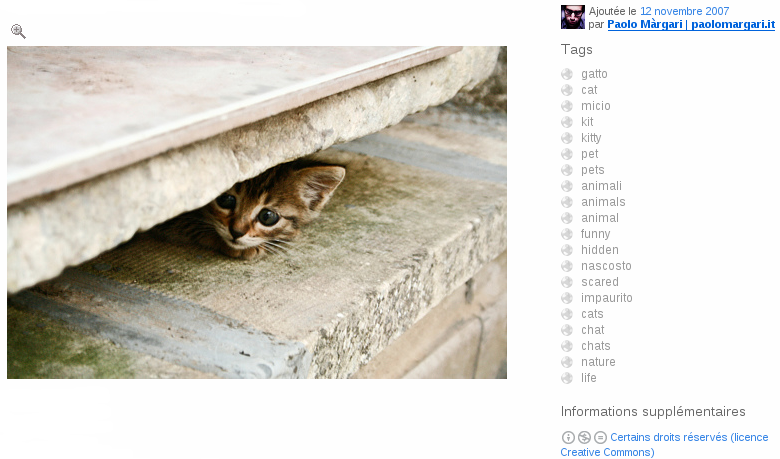 Ajoutée le 12 novembre 2007
par Paolo Màrgari | paolomargari.it
Tags
gatto
cat
micio
kit
kitty
pet
pets
animali
animals
animal
funny
hidden
nascosto
scared
impaurito
cats
chat
chats
nature
life
Informations supplémentaires
Certains droits réservés (licence
Creative Commons)